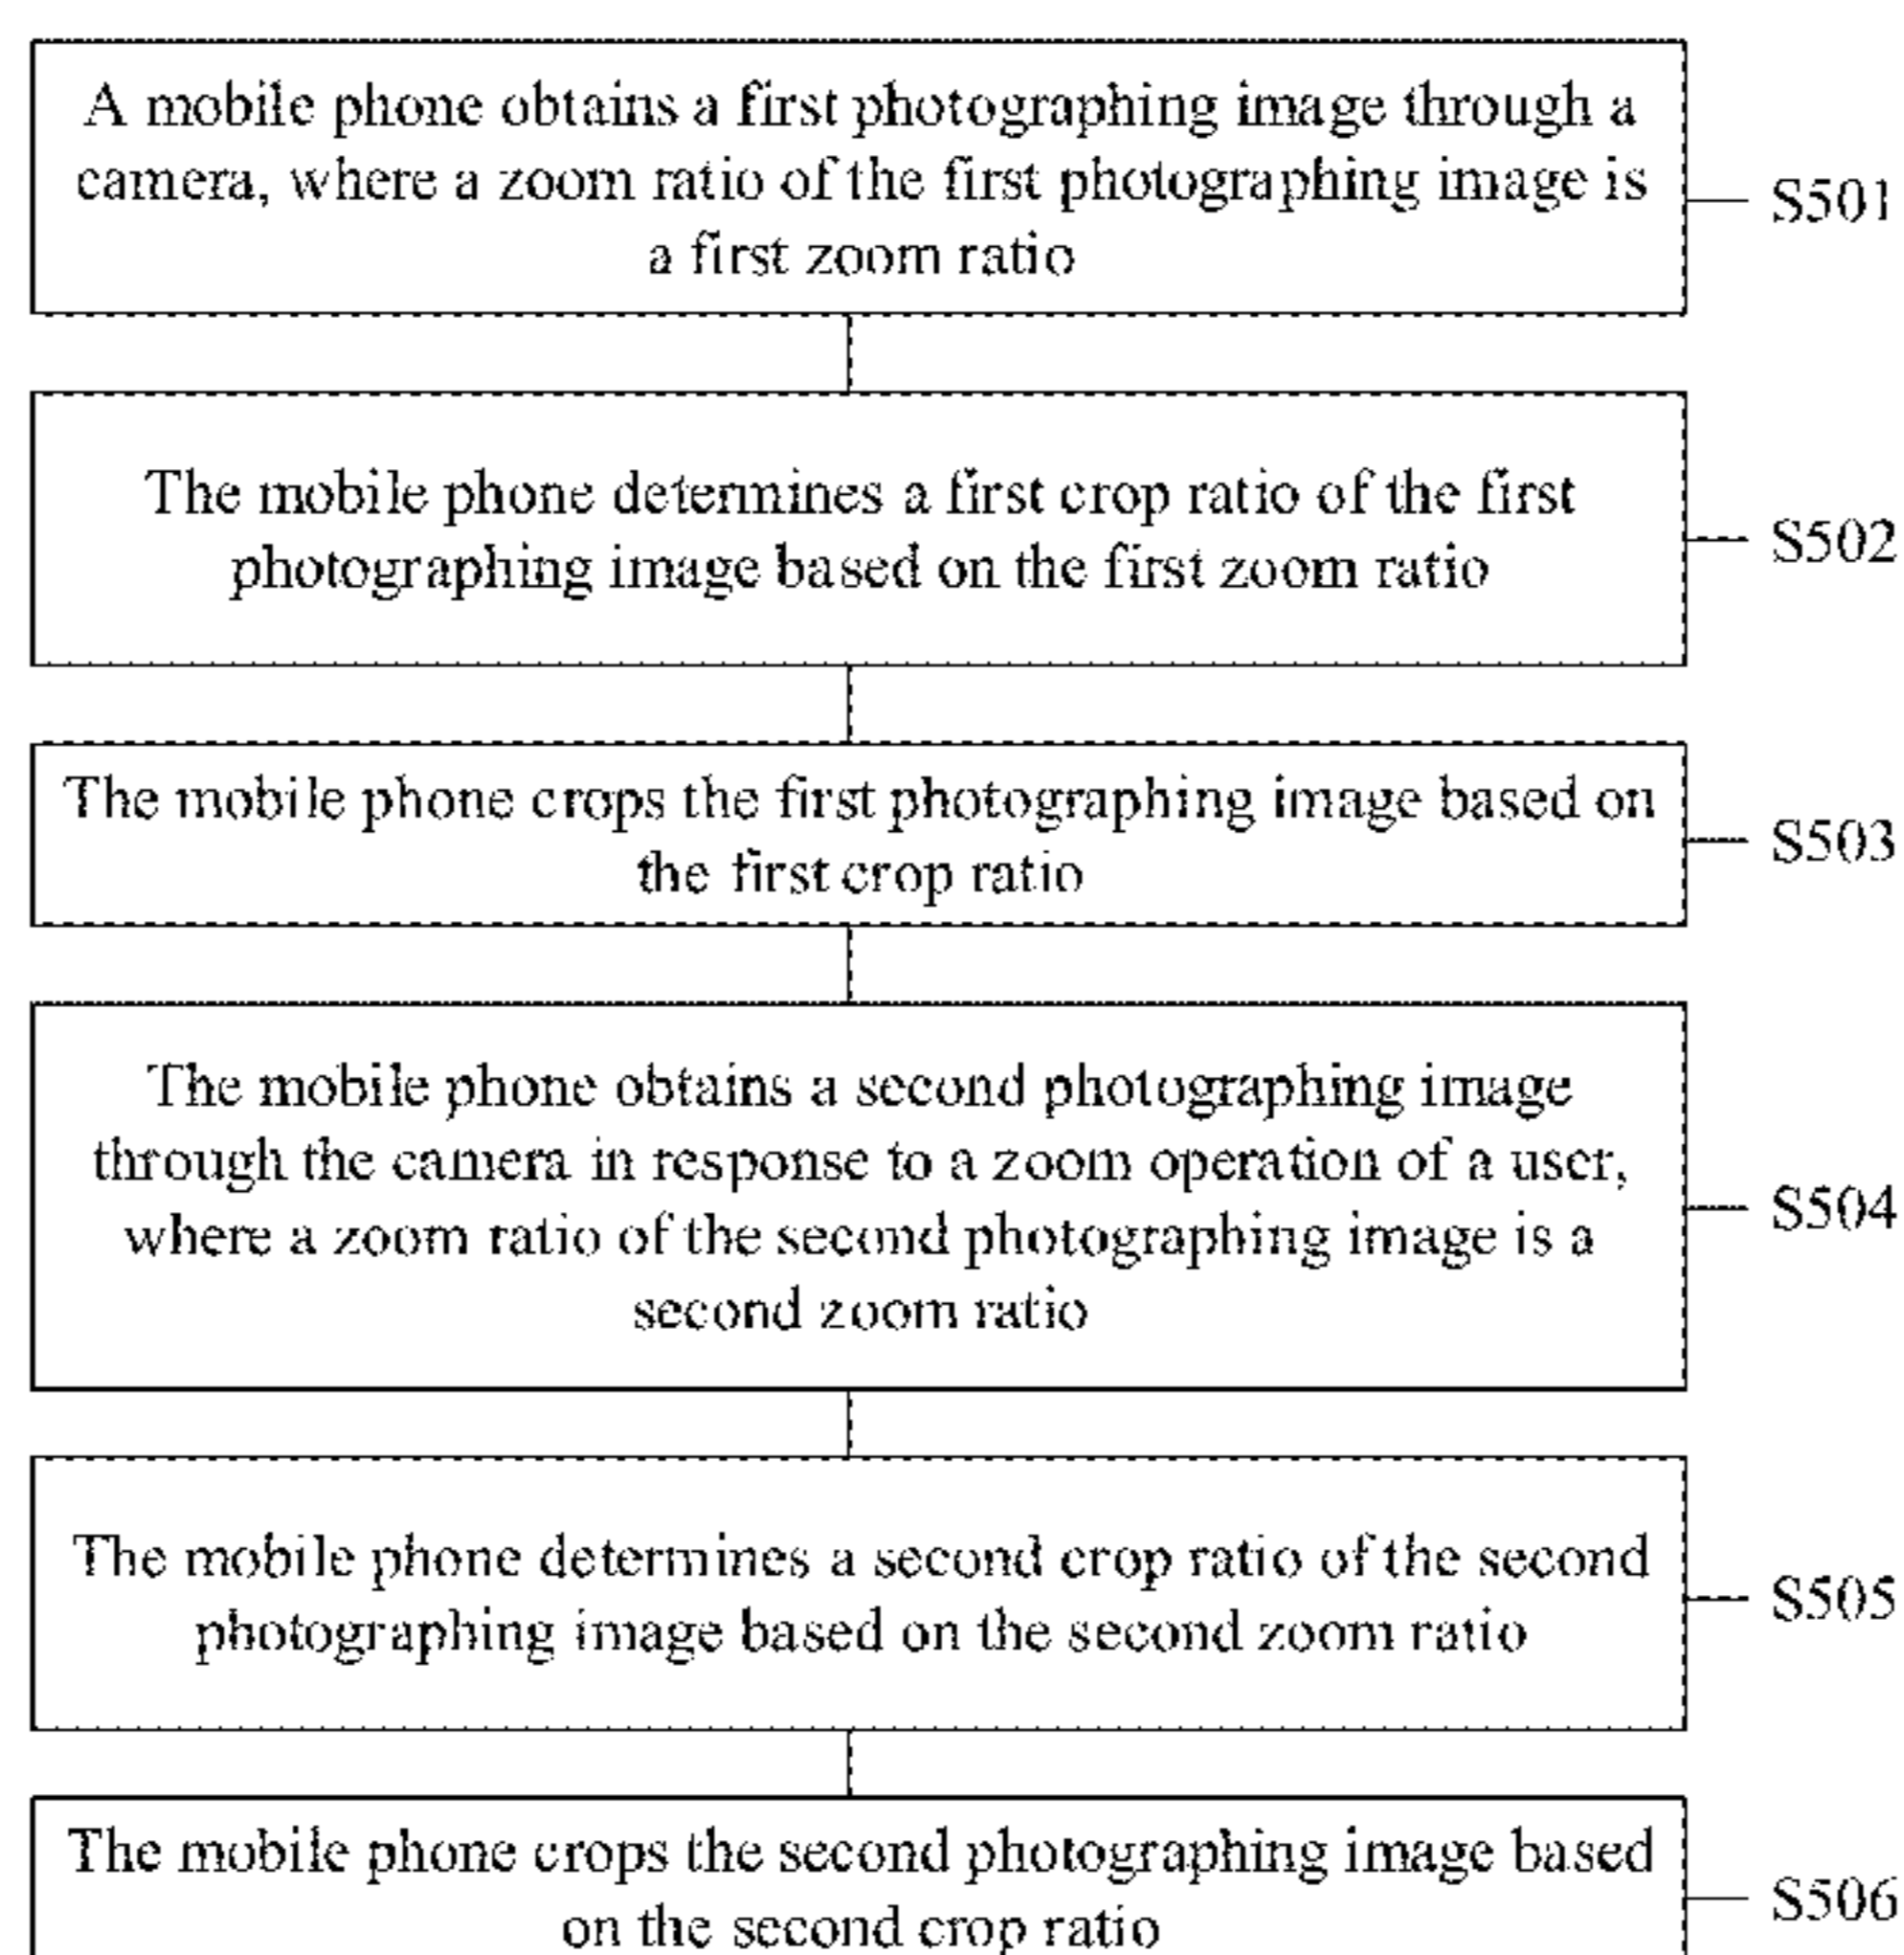 A mobile phone obtains a first photographing image through a
camera, where a zoom ratio of the first photographing image is
a first zoom ratio
S501
The mobile phone determines a first crop ratio of the first
photographing image based on the first zoom ratio
S502
The mobile phone crops the first photographing image based on
the first crop ratio
S503
The mobile phone obtains a second photographing image
through the camera in response to a zoom operation of a user,
where a zoom ratio of the second photographing image is a
second zoom ratio
S504
The mobile phone determines a second crop ratio of the second
photographing image based on the second zoom ratio
S505
The mobile phone crops the second photographing image based
on the second crop ratio
S506